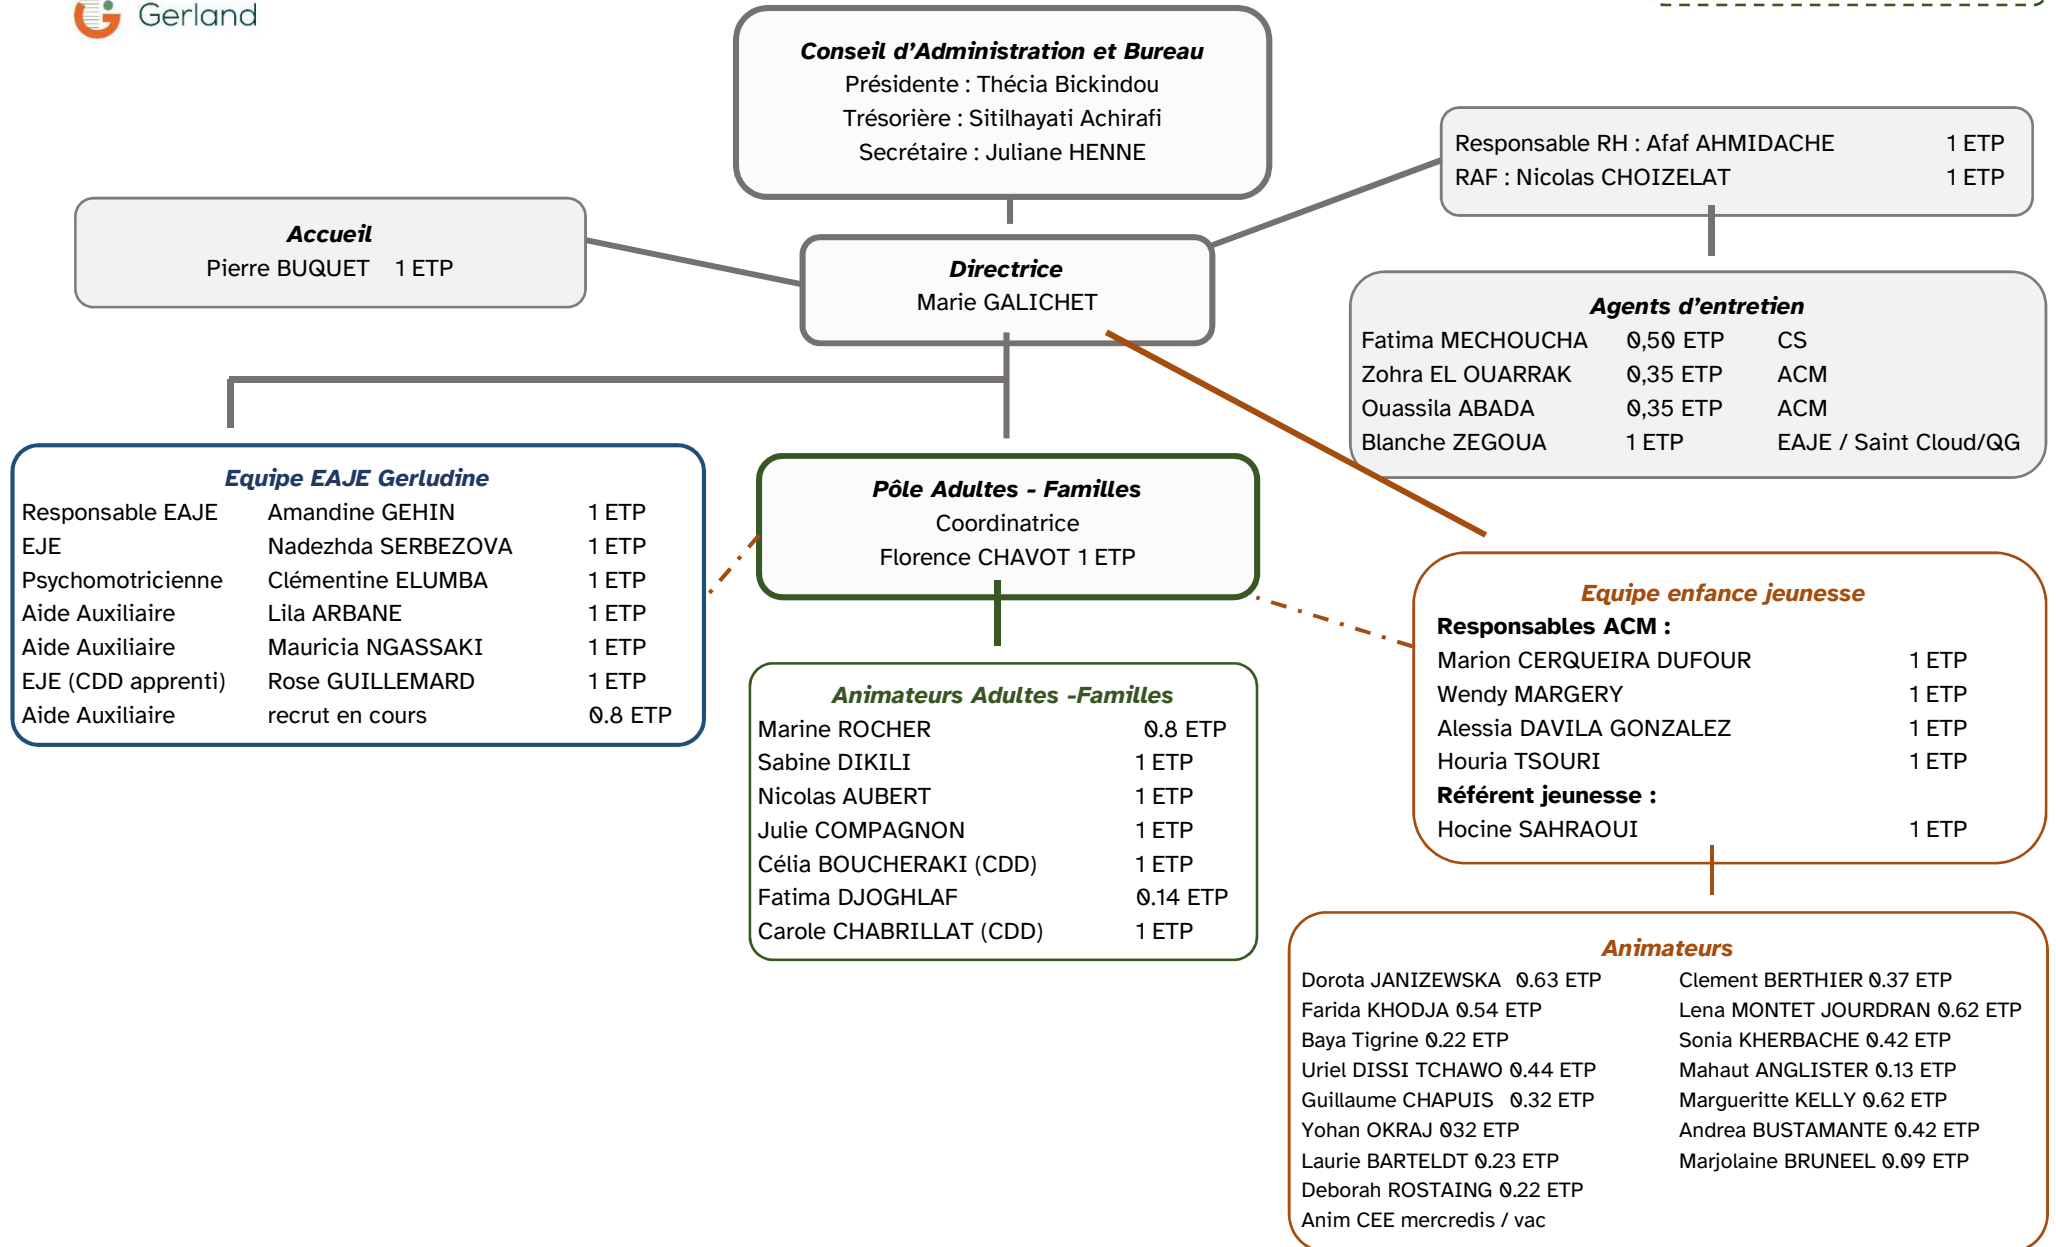 Gerland
Conseil d’Administration et Bureau
Présidente : Thécia Bickindou
Trésorière : Sitilhayati Achirafi
Secrétaire : Juliane HENNE
Responsable RH : Afaf AHMIDACHE 1 ETP
RAF : Nicolas CHOIZELAT 1 ETP
Accueil
Pierre BUQUET 1 ETP
Directrice
Marie GALICHET
Agents d’entretien
Fatima MECHOUCHA 0,50 ETP CS
Zohra EL OUARRAK 0,35 ETP ACM
Ouassila ABADA 0,35 ETP ACM
Blanche ZEGOUA 1 ETP EAJE / Saint Cloud/QG
Equipe EAJE Gerludine
Responsable EAJE Amandine GEHIN 1 ETP
EJE Nadezhda SERBEZOVA 1 ETP
Psychomotricienne Clémentine ELUMBA 1 ETP
Aide Auxiliaire Lila ARBANE 1 ETP
Aide Auxiliaire Mauricia NGASSAKI 1 ETP
EJE (CDD apprenti) Rose GUILLEMARD 1 ETP
Aide Auxiliaire recrut en cours 0.8 ETP
Pôle Adultes - Familles
Coordinatrice
Florence CHAVOT 1 ETP
Animateurs Adultes -Familles
Marine ROCHER 0.8 ETP
Sabine DIKILI 1 ETP
Nicolas AUBERT 1 ETP
Julie COMPAGNON 1 ETP
Célia BOUCHERAKI (CDD) 1 ETP
Fatima DJOGHLAF 0.14 ETP
Carole CHABRILLAT (CDD) 1 ETP
Equipe enfance jeunesse
Responsables ACM :
Marion CERQUEIRA DUFOUR 1 ETP
Wendy MARGERY 1 ETP
Alessia DAVILA GONZALEZ 1 ETP
Houria TSOURI 1 ETP
Référent jeunesse :
Hocine SAHRAOUI 1 ETP
Animateurs
Dorota JANIZEWSKA 0.63 ETP
Farida KHODJA 0.54 ETP
Baya Tigrine 0.22 ETP
Uriel DISSI TCHAWO 0.44 ETP
Guillaume CHAPUIS 0.32 ETP
Yohan OKRAJ 032 ETP
Laurie BARTELDT 0.23 ETP
Deborah ROSTAING 0.22 ETP
Anim CEE mercredis / vac
Clement BERTHIER 0.37 ETP
Lena MONTET JOURDRAN 0.62 ETP
Sonia KHERBACHE 0.42 ETP
Mahaut ANGLISTER 0.13 ETP
Margueritte KELLY 0.62 ETP
Andrea BUSTAMANTE 0.42 ETP
Marjolaine BRUNEEL 0.09 ETP